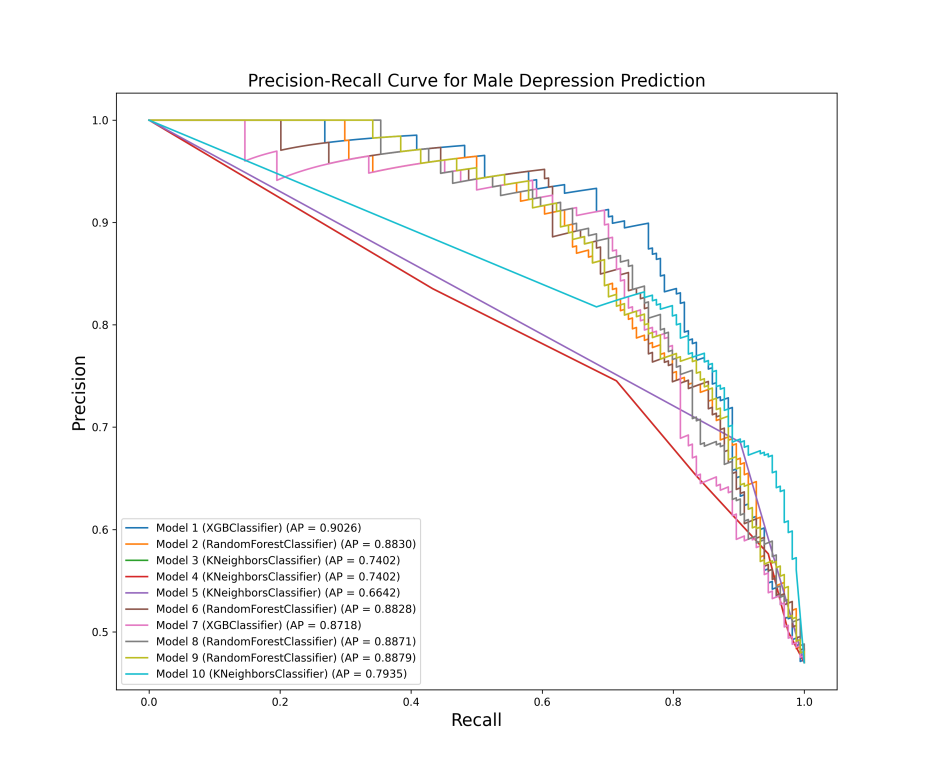 Precision-Recall Curve for Male Depression Prediction
1.0
0.9
0.8
0.7
0.6
0.5
Precision
Model 1 (XGBClassifier) (AP = 0.9026)
Model 2 (RandomForestClassifier) (AP = 0.8830)
Model 3 (KNeighborsClassifier) (AP = 0.7402)
Model 4 (KNeighborsClassifier) (AP = 0.7402)
Model 5 (KNeighborsClassifier) (AP = 0.6642)
Model 6 (RandomForestClassifier) (AP = 0.8828)
Model 7 (XGBClassifier) (AP = 0.8718)
Model 8 (RandomForestClassifier) (AP = 0.8871)
Model 9 (RandomForestClassifier) (AP = 0.8879)
Model 10 (KNeighborsClassifier) (AP = 0.7935)
0.0 0.2 0.4 0.6 0.8 1.0
Recall